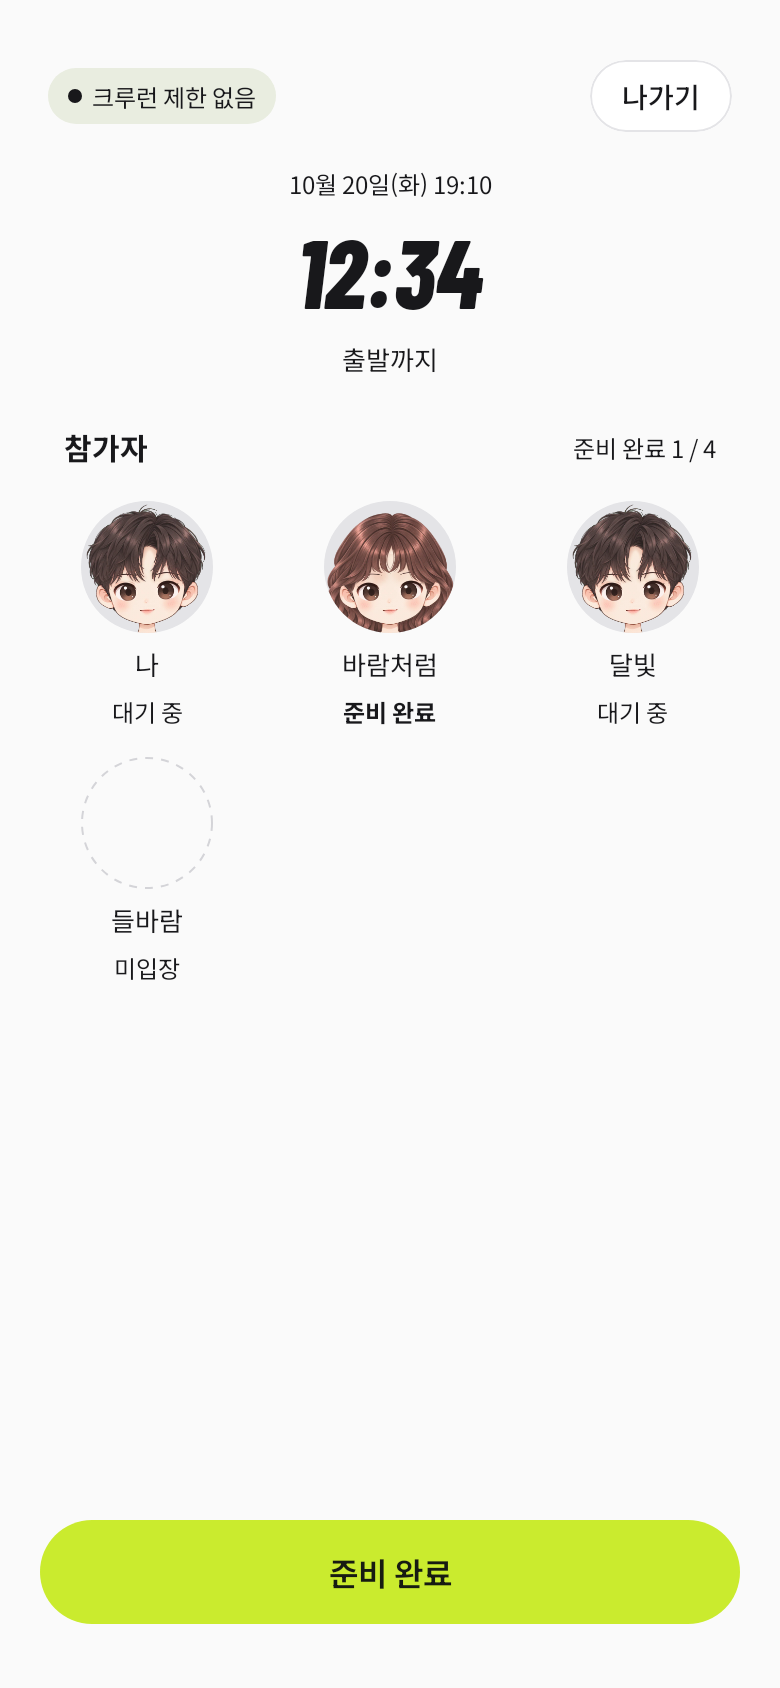 크루런 제한 없음
나가기
10월 20일(화) 19:10
12:34
출발까지
참가자
준비 완료 1 / 4
나
바람처럼
달빛
대기 중
준비 완료
대기 중
들바람
미입장
준비 완료